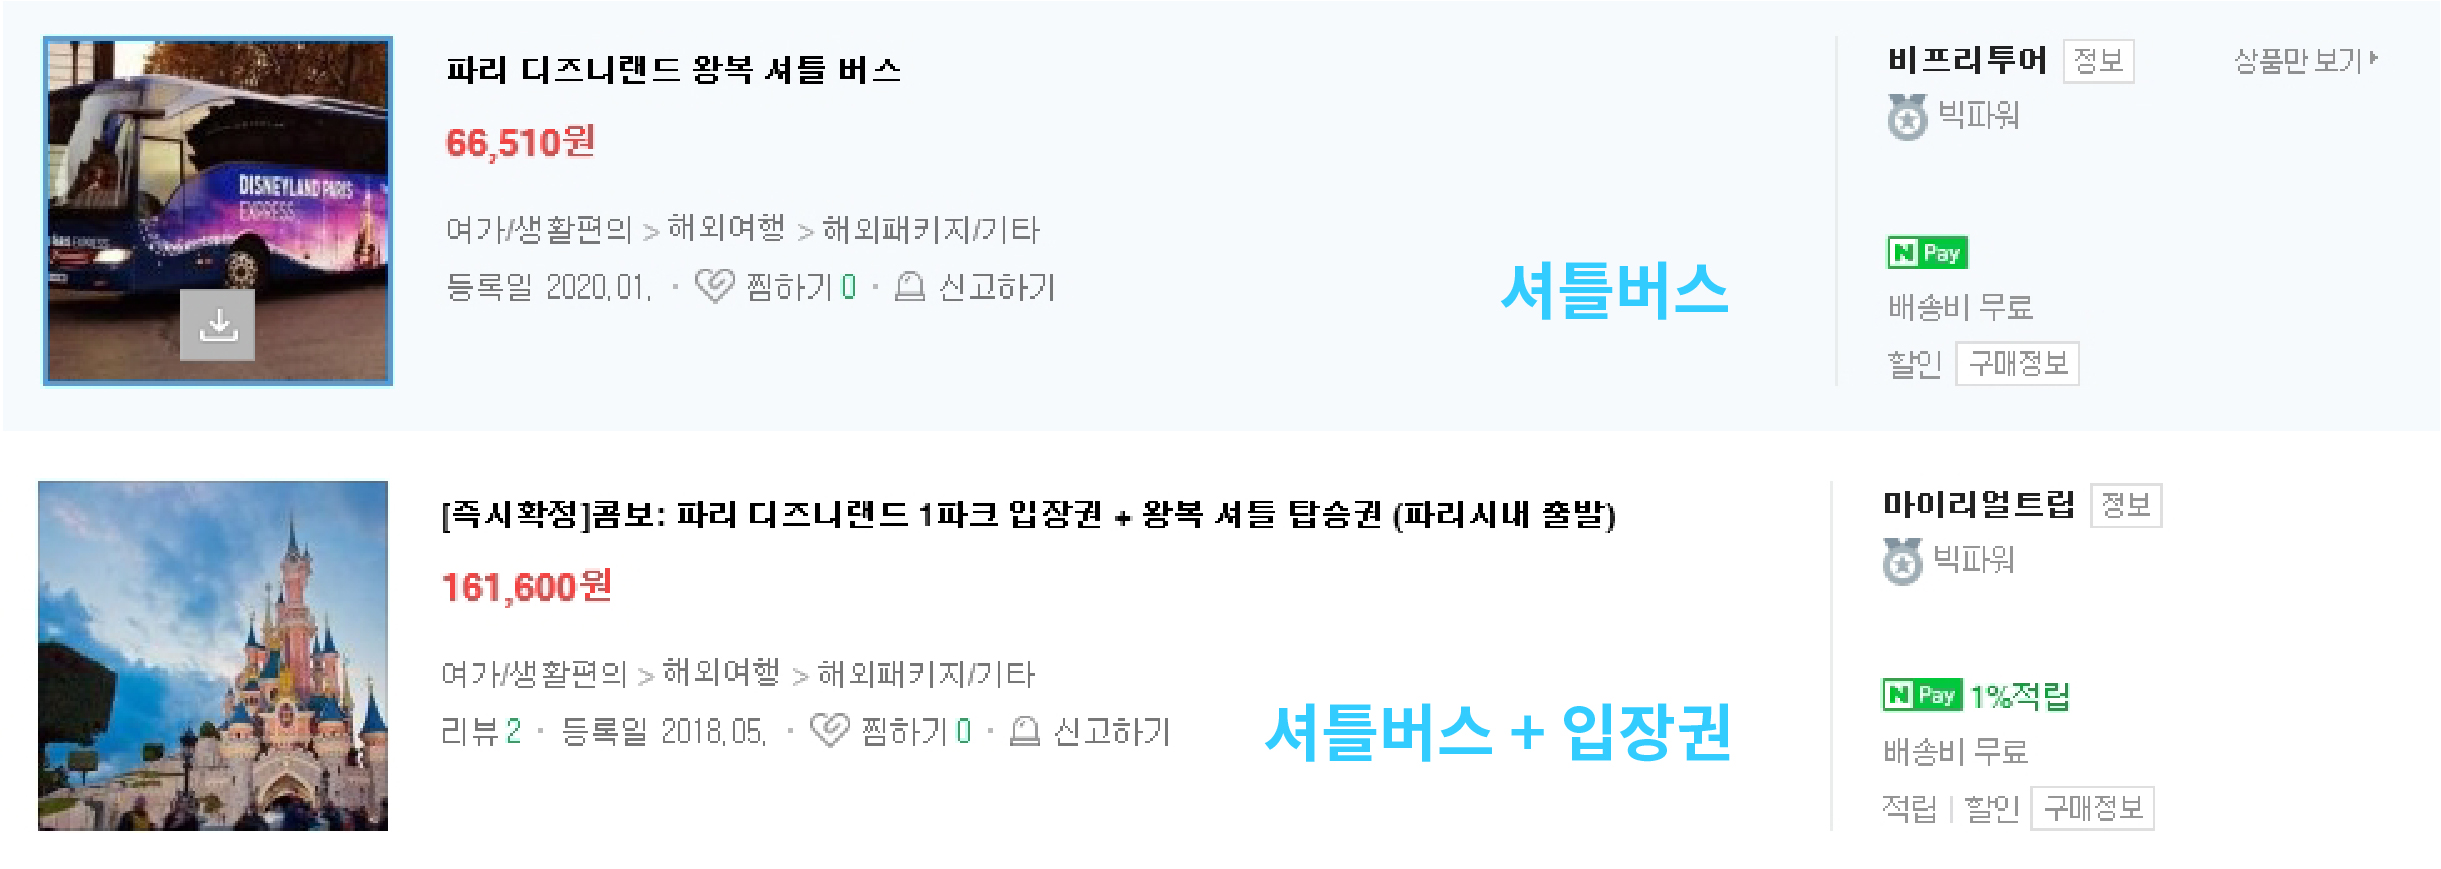 파리 디즈니랜드 왕복 셔틀 버스
66,510원
여가/생활편의 > 해외여행 > 해외패키지/기타
등록일 2020.01. · 찜하기 0 · 신고하기
DISNEYLAND PARIS
EXPRESS
셔틀버스
비프리투어 정보 상품만 보기
빅파워
N Pay
배송비 무료
할인 구매정보
[즉시확정]콤보: 파리 디즈니랜드 1파크 입장권 + 왕복 셔틀 탑승권 (파리시내 출발)
161,600원
여가/생활편의 > 해외여행 > 해외패키지/기타
리뷰 2 · 등록일 2018.05. · 찜하기 0 · 신고하기
셔틀버스 + 입장권
마이리얼트립 정보
빅파워
N Pay 1%적립
배송비 무료
적립 | 할인 구매정보